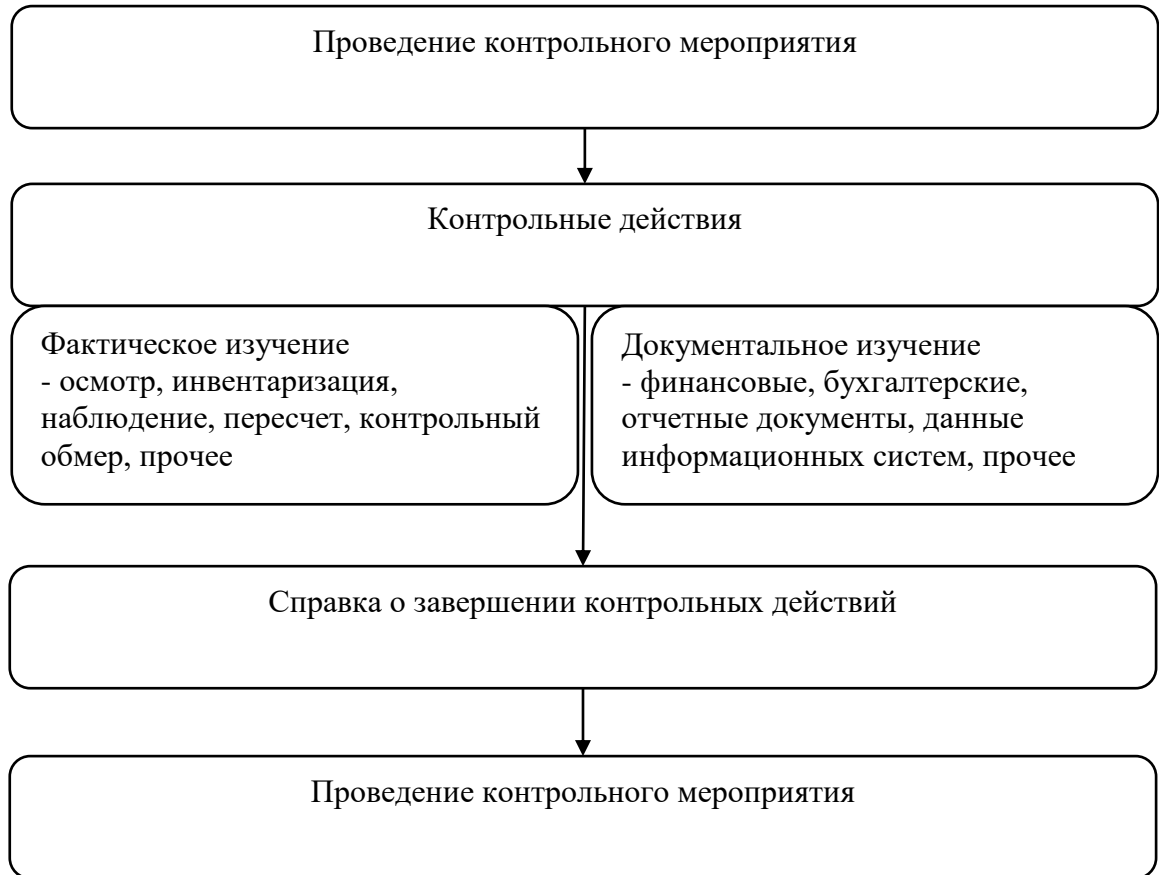 Проведение контрольного мероприятия
Контрольные действия
Фактическое изучение
- осмотр, инвентаризация,
наблюдение, пересчет, контрольный
обмер, прочее
Документальное изучение
- финансовые, бухгалтерские,
отчетные документы, данные
информационных систем, прочее
Справка о завершении контрольных действий
Проведение контрольного мероприятия